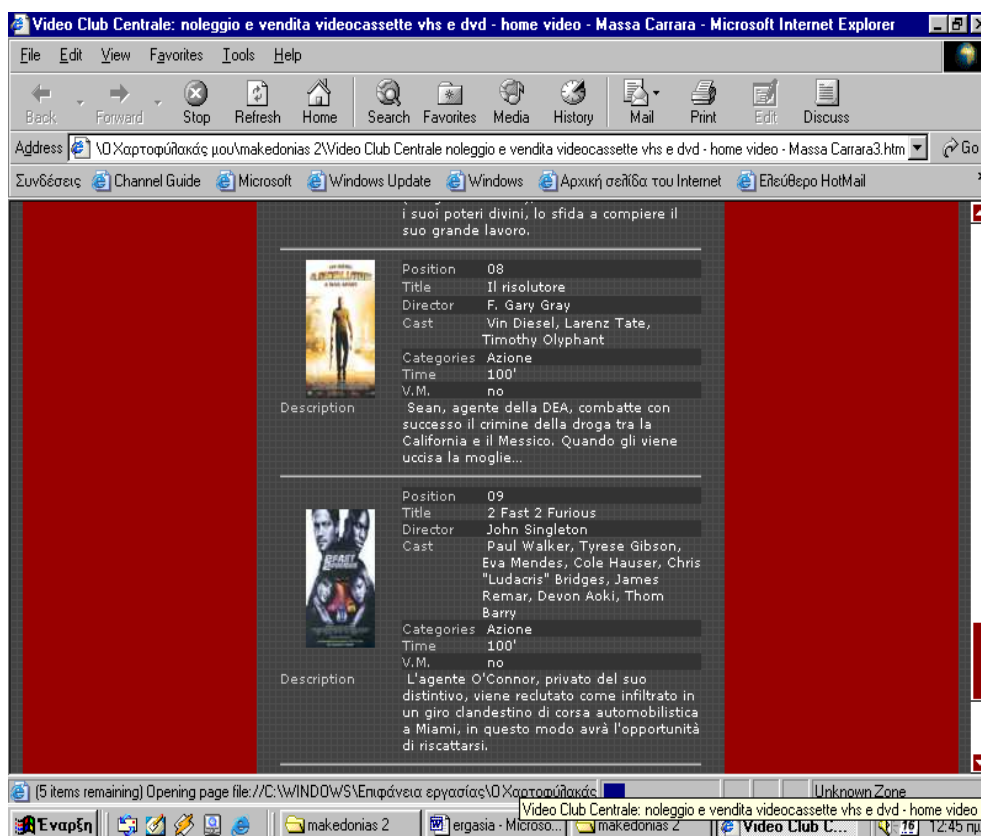 Video Club Centrale: noleggio e vendita videocassette vhs e dvd - home video - Massa Carrara - Microsoft Internet Explorer
File Edit View Favorites Tools Help
Back Forward Stop Refresh Home Search Favorites Media History Mail Print Edit Discuss
Address \Ο Χαρτοφύλακάς μου\makedonias 2\Video Club Centrale noleggio e vendita videocassette vhs e dvd - home video - Massa Carrara3.htm Go
Συνδέσεις Channel Guide Microsoft Windows Update Windows Αρχική σελίδα του Internet Ελεύθερο HotMail
i suoi poteri divini, lo sfida a compiere il
suo grande lavoro.
Position 08
Title Il risolutore
Director F. Gary Gray
Cast Vin Diesel, Larenz Tate,
Timothy Olyphant
Categories Azione
Time 100'
V.M. no
Description Sean, agente della DEA, combatte con
successo il crimine della droga tra la
California e il Messico. Quando gli viene
uccisa la moglie...
Position 09
Title 2 Fast 2 Furious
Director John Singleton
Cast Paul Walker, Tyrese Gibson,
Eva Mendes, Cole Hauser, Chris
"Ludacris" Bridges, James
Remar, Devon Aoki, Thom
Barry
Categories Azione
Time 100'
V.M. no
Description L'agente O'Connor, privato del suo
distintivo, viene reclutato come infiltrato in
un giro clandestino di corsa automobilistica
a Miami, in questo modo avrà l'opportunità
di riscattarsi.
(5 items remaining) Opening page file://C:\WINDOWS\Επιφάνεια εργασίας\Ο Χαρτοφύλακάς Unknown Zone
Video Club Centrale: noleggio e vendita videocassette vhs e dvd - home video
Έναρξη makedonias 2 ergasia - Microso... makedonias 2 Video Club C... 16 12:45 πμ